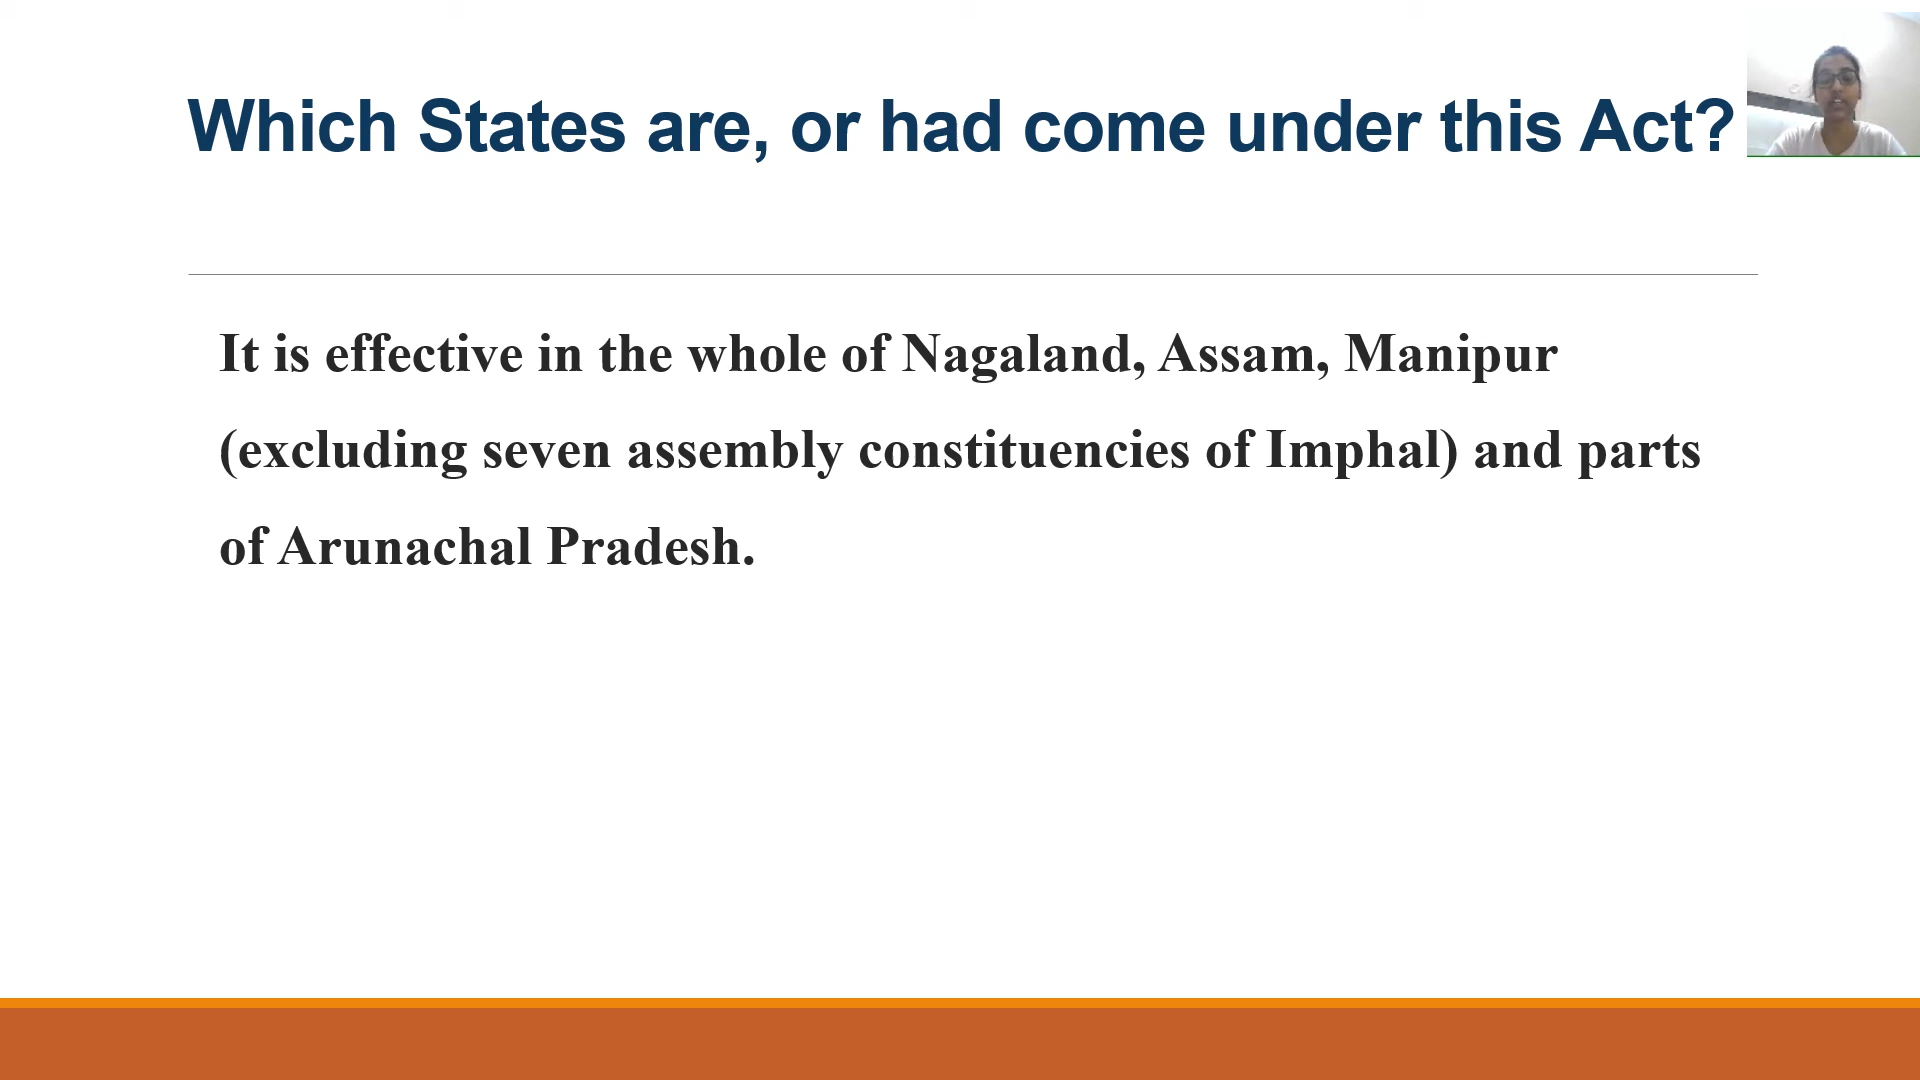 Which States are, or had come under this Act?
It is effective in the whole of Nagaland, Assam, Manipur
(excluding seven assembly constituencies of Imphal) and parts
of Arunachal Pradesh.